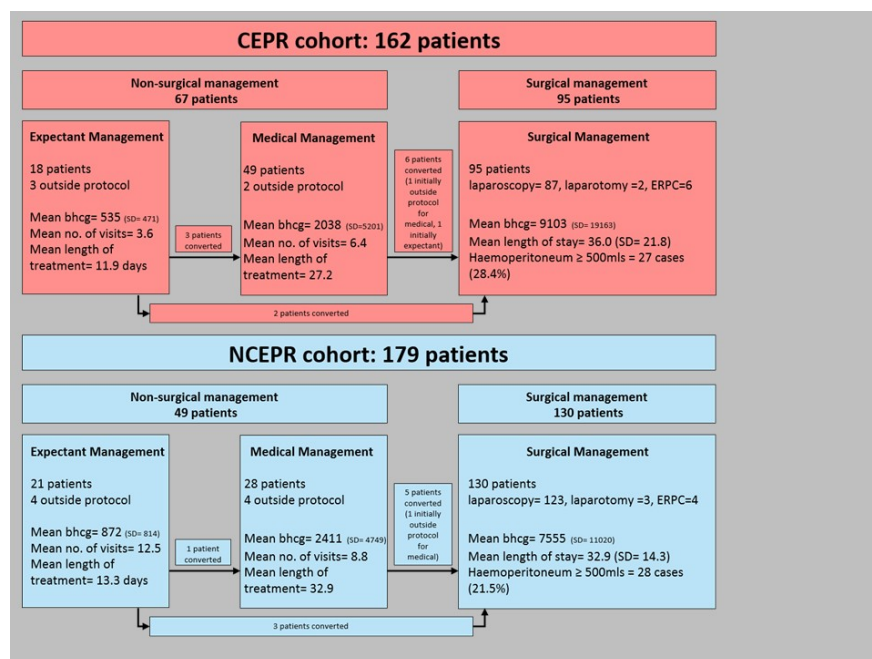 CEPR cohort: 162 patients
Non-surgical management
67 patients
Surgical management
95 patients
Expectant Management
18 patients
3 outside protocol
Mean bhcg= 535 (SD= 471)
Mean no. of visits= 3.6
Mean length of
treatment= 11.9 days
3 patients
converted
Medical Management
49 patients
2 outside protocol
Mean bhcg= 2038 (SD=5201)
Mean no. of visits= 6.4
Mean length of
treatment= 27.2
6 patients
converted
(1 initially
outside
protocol
for
medical, 1
initially
expectant)
Surgical Management
95 patients
laparoscopy= 87, laparotomy =2, ERPC=6
Mean bhcg= 9103 (SD= 19163)
Mean length of stay= 36.0 (SD= 21.8)
Haemoperitoneum ≥ 500mls = 27 cases
(28.4%)
2 patients converted
NCEPR cohort: 179 patients
Non-surgical management
49 patients
Surgical management
130 patients
Expectant Management
21 patients
4 outside protocol
Mean bhcg= 872 (SD= 814)
Mean no. of visits= 12.5
Mean length of
treatment= 13.3 days
1 patient
converted
Medical Management
28 patients
4 outside protocol
Mean bhcg= 2411 (SD= 4749)
Mean no. of visits= 8.8
Mean length of
treatment= 32.9
5 patients
converted
(1 initially
outside
protocol
for
medical)
Surgical Management
130 patients
laparoscopy= 123, laparotomy =3, ERPC=4
Mean bhcg= 7555 (SD= 11020)
Mean length of stay= 32.9 (SD= 14.3)
Haemoperitoneum ≥ 500mls = 28 cases
(21.5%)
3 patients converted